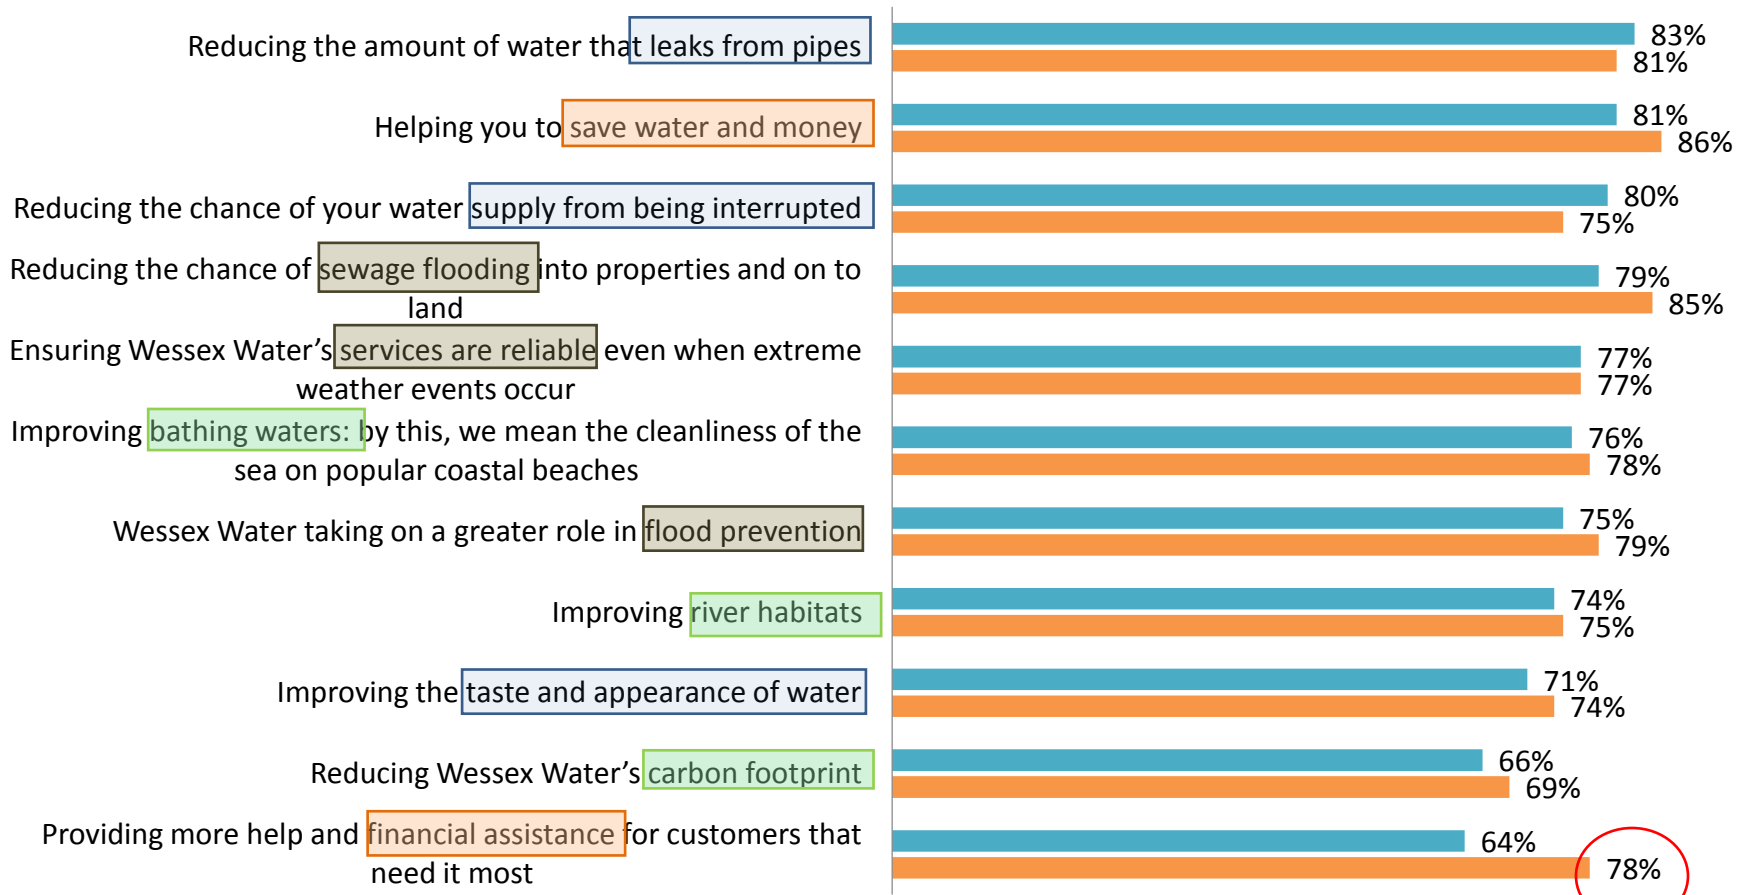 Reducing the amount of water that leaks from pipes
83%
81%
Helping you to save water and money
81%
86%
Reducing the chance of your water supply from being interrupted
80%
75%
Reducing the chance of sewage flooding into properties and on to
land
79%
85%
Ensuring Wessex Water’s services are reliable even when extreme
weather events occur
77%
77%
Improving bathing waters: by this, we mean the cleanliness of the
sea on popular coastal beaches
76%
78%
Wessex Water taking on a greater role in flood prevention
75%
79%
Improving river habitats
74%
75%
Improving the taste and appearance of water
71%
74%
Reducing Wessex Water’s carbon footprint
66%
69%
Providing more help and financial assistance for customers that
need it most
64%
78%